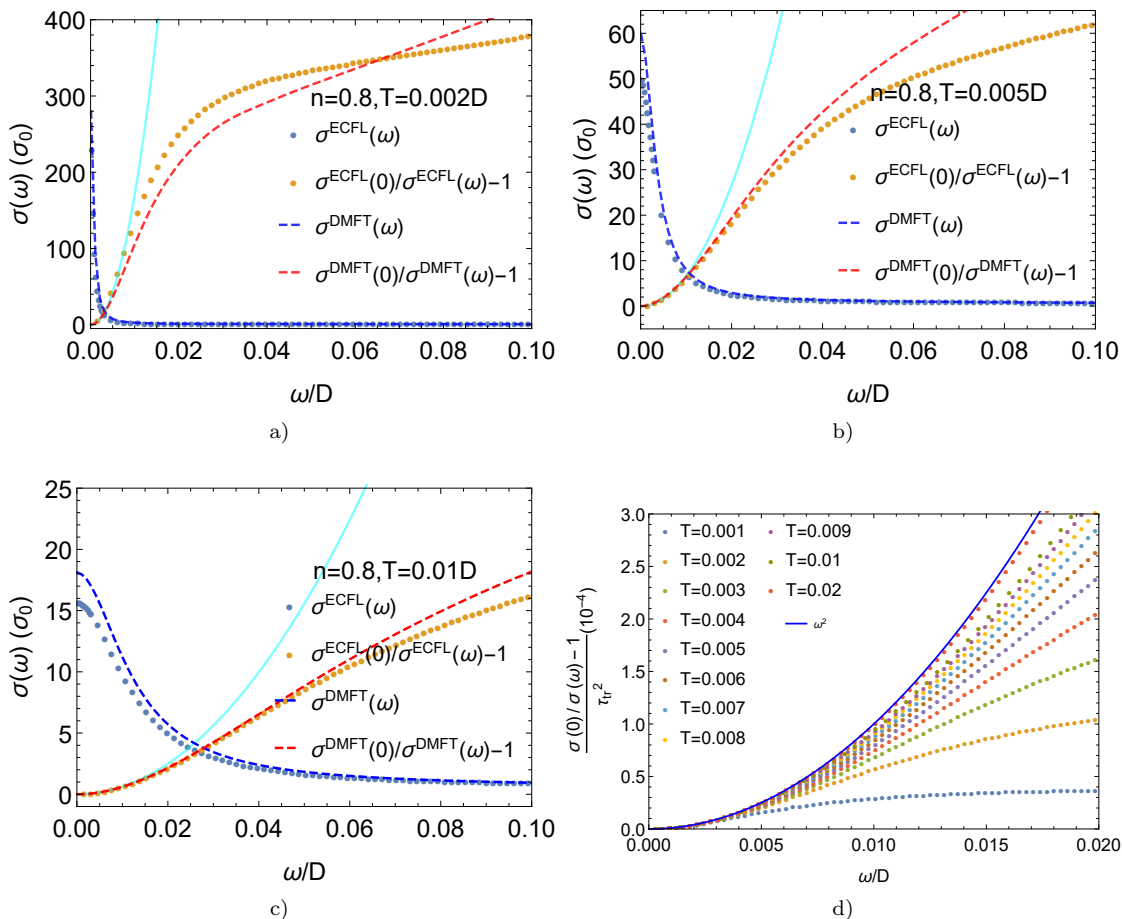 400
300
200
100
0
σ(ω) (σ₀)
n=0.8,T=0.002D
σᴱᶜᶠᴸ(ω)
σᴱᶜᶠᴸ(0)/σᴱᶜᶠᴸ(ω)−1
σᴰᴹᶠᵀ(ω)
σᴰᴹᶠᵀ(0)/σᴰᴹᶠᵀ(ω)−1
0.00 0.02 0.04 0.06 0.08 0.10
ω/D
a)
60
50
40
30
20
10
0
σ(ω) (σ₀)
n=0.8,T=0.005D
σᴱᶜᶠᴸ(ω)
σᴱᶜᶠᴸ(0)/σᴱᶜᶠᴸ(ω)−1
σᴰᴹᶠᵀ(ω)
σᴰᴹᶠᵀ(0)/σᴰᴹᶠᵀ(ω)−1
0.00 0.02 0.04 0.06 0.08 0.10
ω/D
b)
25
20
15
10
5
0
σ(ω) (σ₀)
n=0.8,T=0.01D
σᴱᶜᶠᴸ(ω)
σᴱᶜᶠᴸ(0)/σᴱᶜᶠᴸ(ω)−1
σᴰᴹᶠᵀ(ω)
σᴰᴹᶠᵀ(0)/σᴰᴹᶠᵀ(ω)−1
0.00 0.02 0.04 0.06 0.08 0.10
ω/D
c)
3.0
2.5
2.0
1.5
1.0
0.5
0.0
σ(0)/σ(ω)−1
τtr²
(10⁻⁴)
T=0.001
T=0.002
T=0.003
T=0.004
T=0.005
T=0.006
T=0.007
T=0.008
T=0.009
T=0.01
T=0.02
ω²
0.000 0.005 0.010 0.015 0.020
ω/D
d)